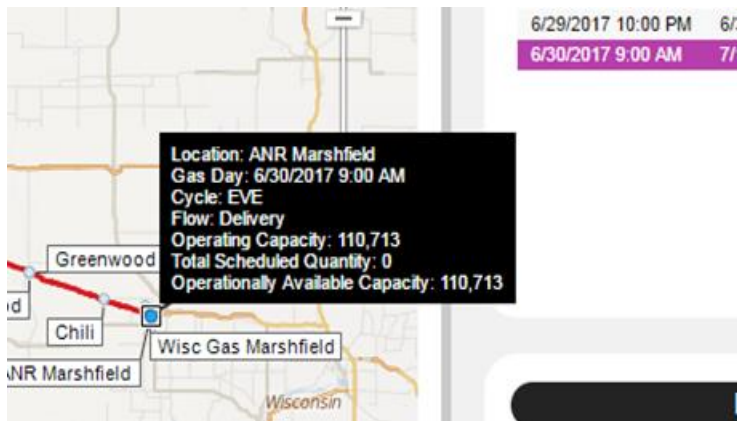 6/29/2017 10:00 PM
6/30/2017 9:00 AM
Location: ANR Marshfield
Gas Day: 6/30/2017 9:00 AM
Cycle: EVE
Flow: Delivery
Operating Capacity: 110,713
Total Scheduled Quantity: 0
Operationally Available Capacity: 110,713
Greenwood
Chili
Wisc Gas Marshfield
ANR Marshfield
Wisconsin